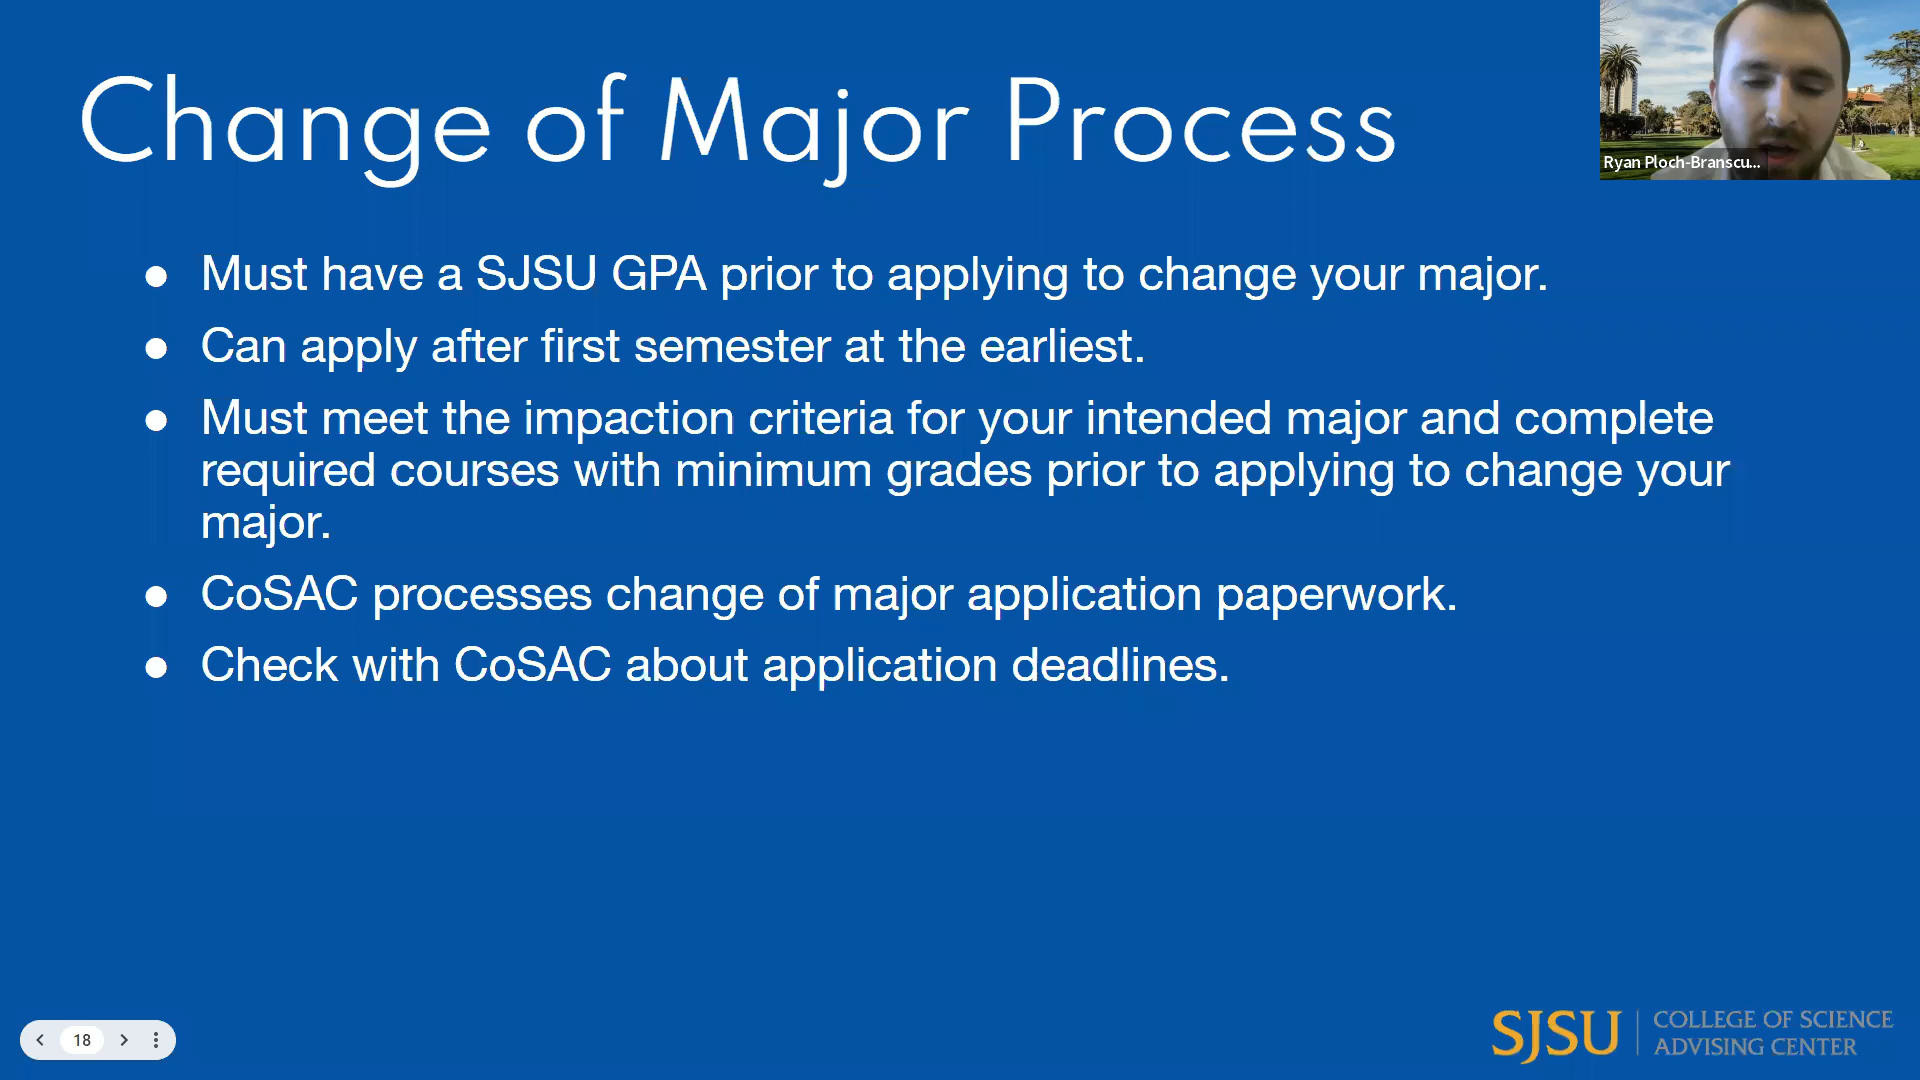 Change of Major Process
Ryan Ploch-Branscu...
● Must have a SJSU GPA prior to applying to change your major.
● Can apply after first semester at the earliest.
● Must meet the impaction criteria for your intended major and complete
required courses with minimum grades prior to applying to change your
major.
● CoSAC processes change of major application paperwork.
● Check with CoSAC about application deadlines.
18
SJSU | COLLEGE OF SCIENCE
ADVISING CENTER